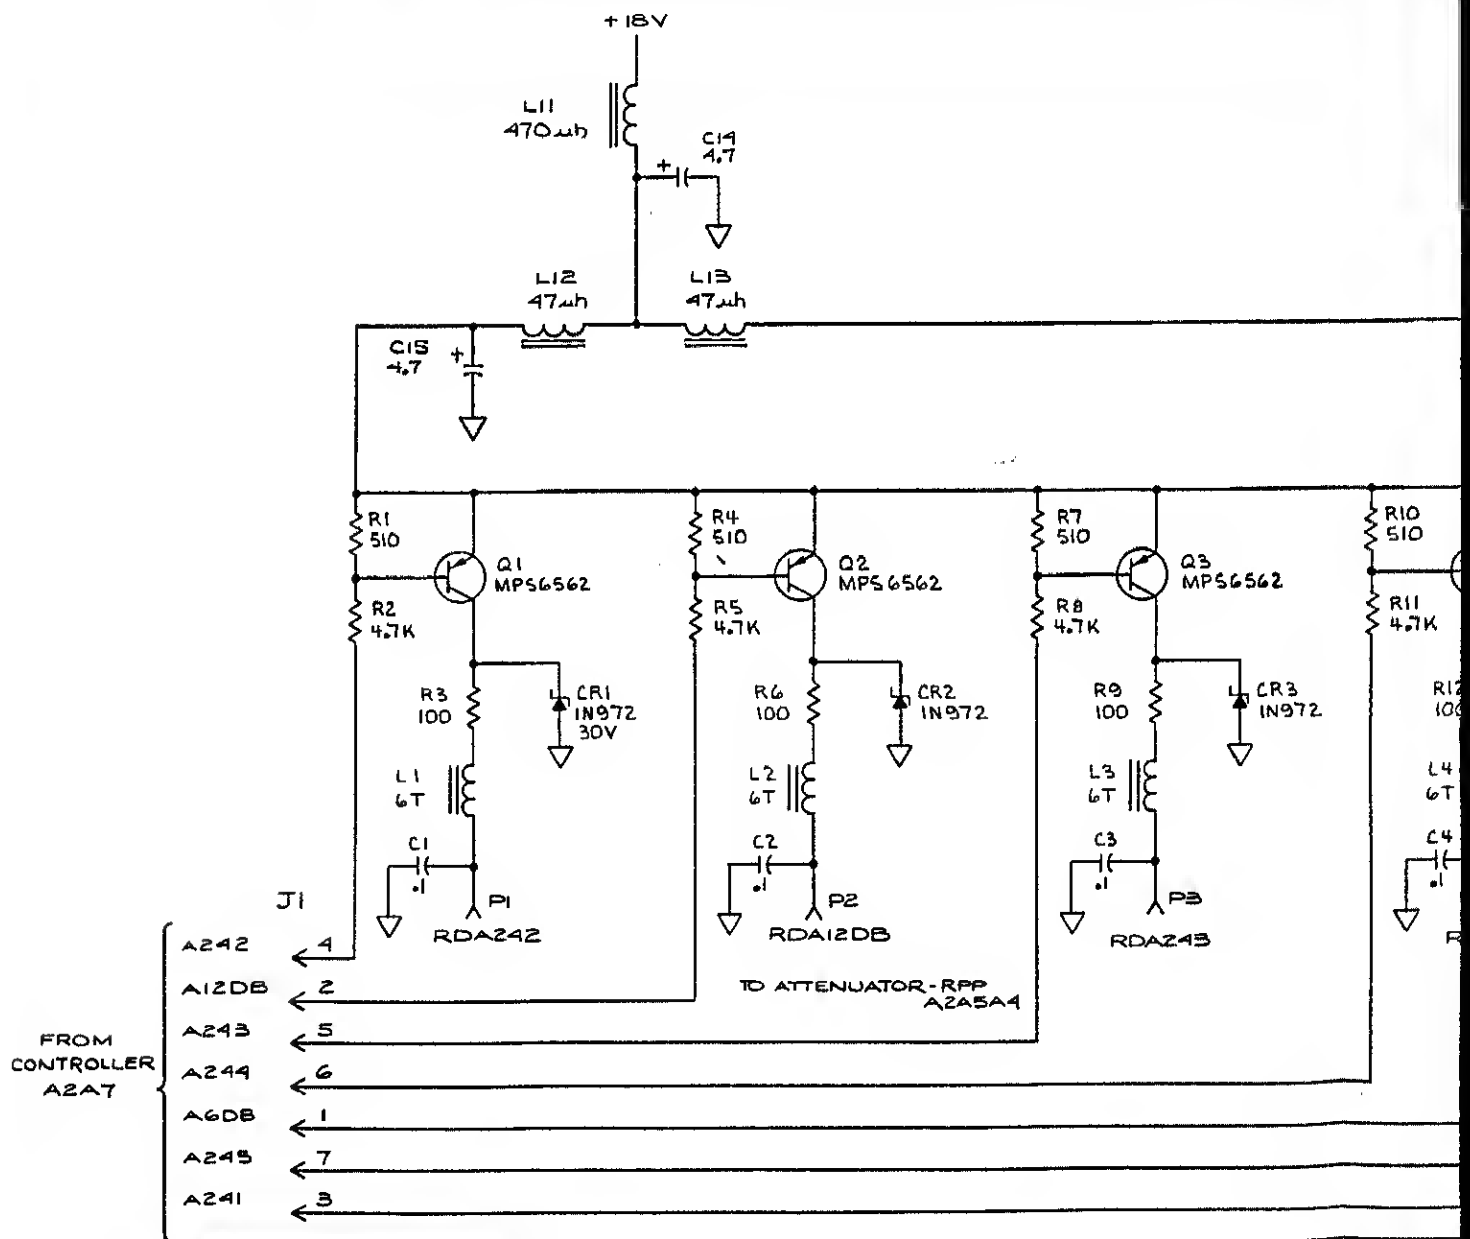 +18V
L11
470µh
C14
4.7
+
L12
47µh
L13
47µh
C15
4.7
+
R1
510
Q1
MPS6562
R2
4.7K
R4
510
Q2
MPS6562
R5
4.7K
R7
510
Q3
MPS6562
R8
4.7K
R10
510
R11
4.7K
R3
100
CR1
1N972
30V
R6
100
CR2
1N972
R9
100
CR3
1N972
L1
6T
L2
6T
L3
6T
L4
6T
C1
.1
C2
.1
C3
.1
C4
.1
P1
RDA242
P2
RDA12DB
P3
RDA243
TO ATTENUATOR-RPP
A2A5A4
J1
A242 4
A12DB 2
A243 5
A244 6
A6DB 1
A245 7
A241 3
FROM
CONTROLLER
A2A7